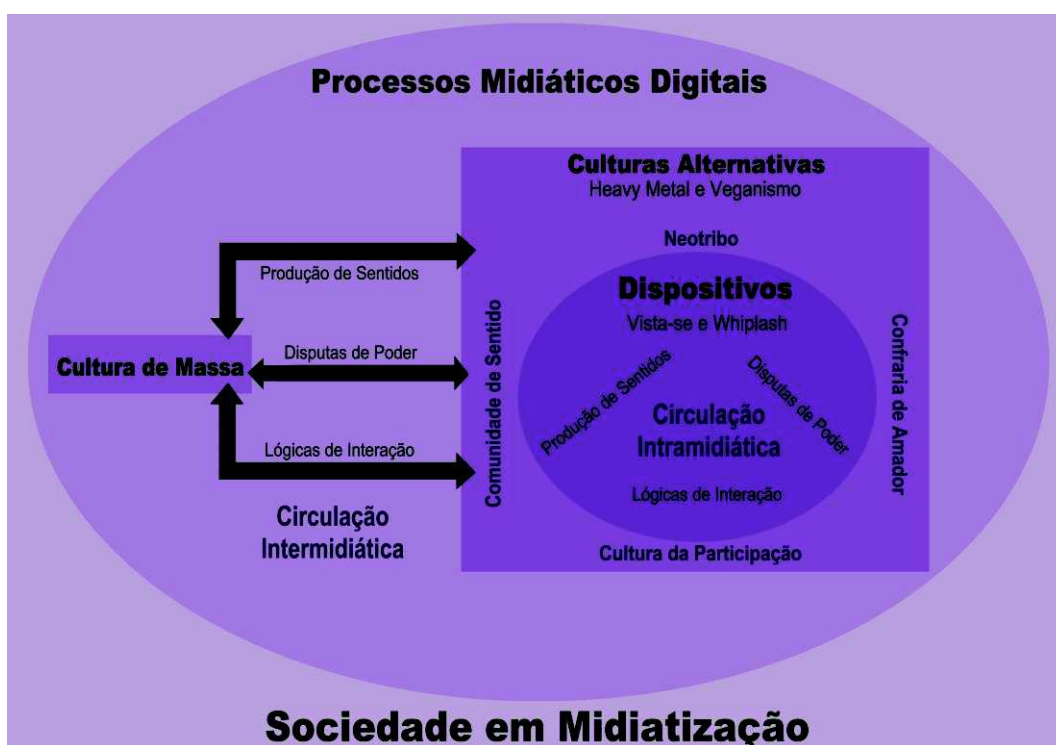 Processos Midiáticos Digitais
Culturas Alternativas
Heavy Metal e Veganismo
Neotribo
Dispositivos
Vista-se e Whiplash
Produção de Sentidos
Disputas de Poder
Circulação
Intramidiática
Lógicas de Interação
Comunidade de Sentido
Confraria de Amador
Cultura da Participação
Produção de Sentidos
Cultura de Massa
Disputas de Poder
Lógicas de Interação
Circulação
Intermidiática
Sociedade em Midiatização